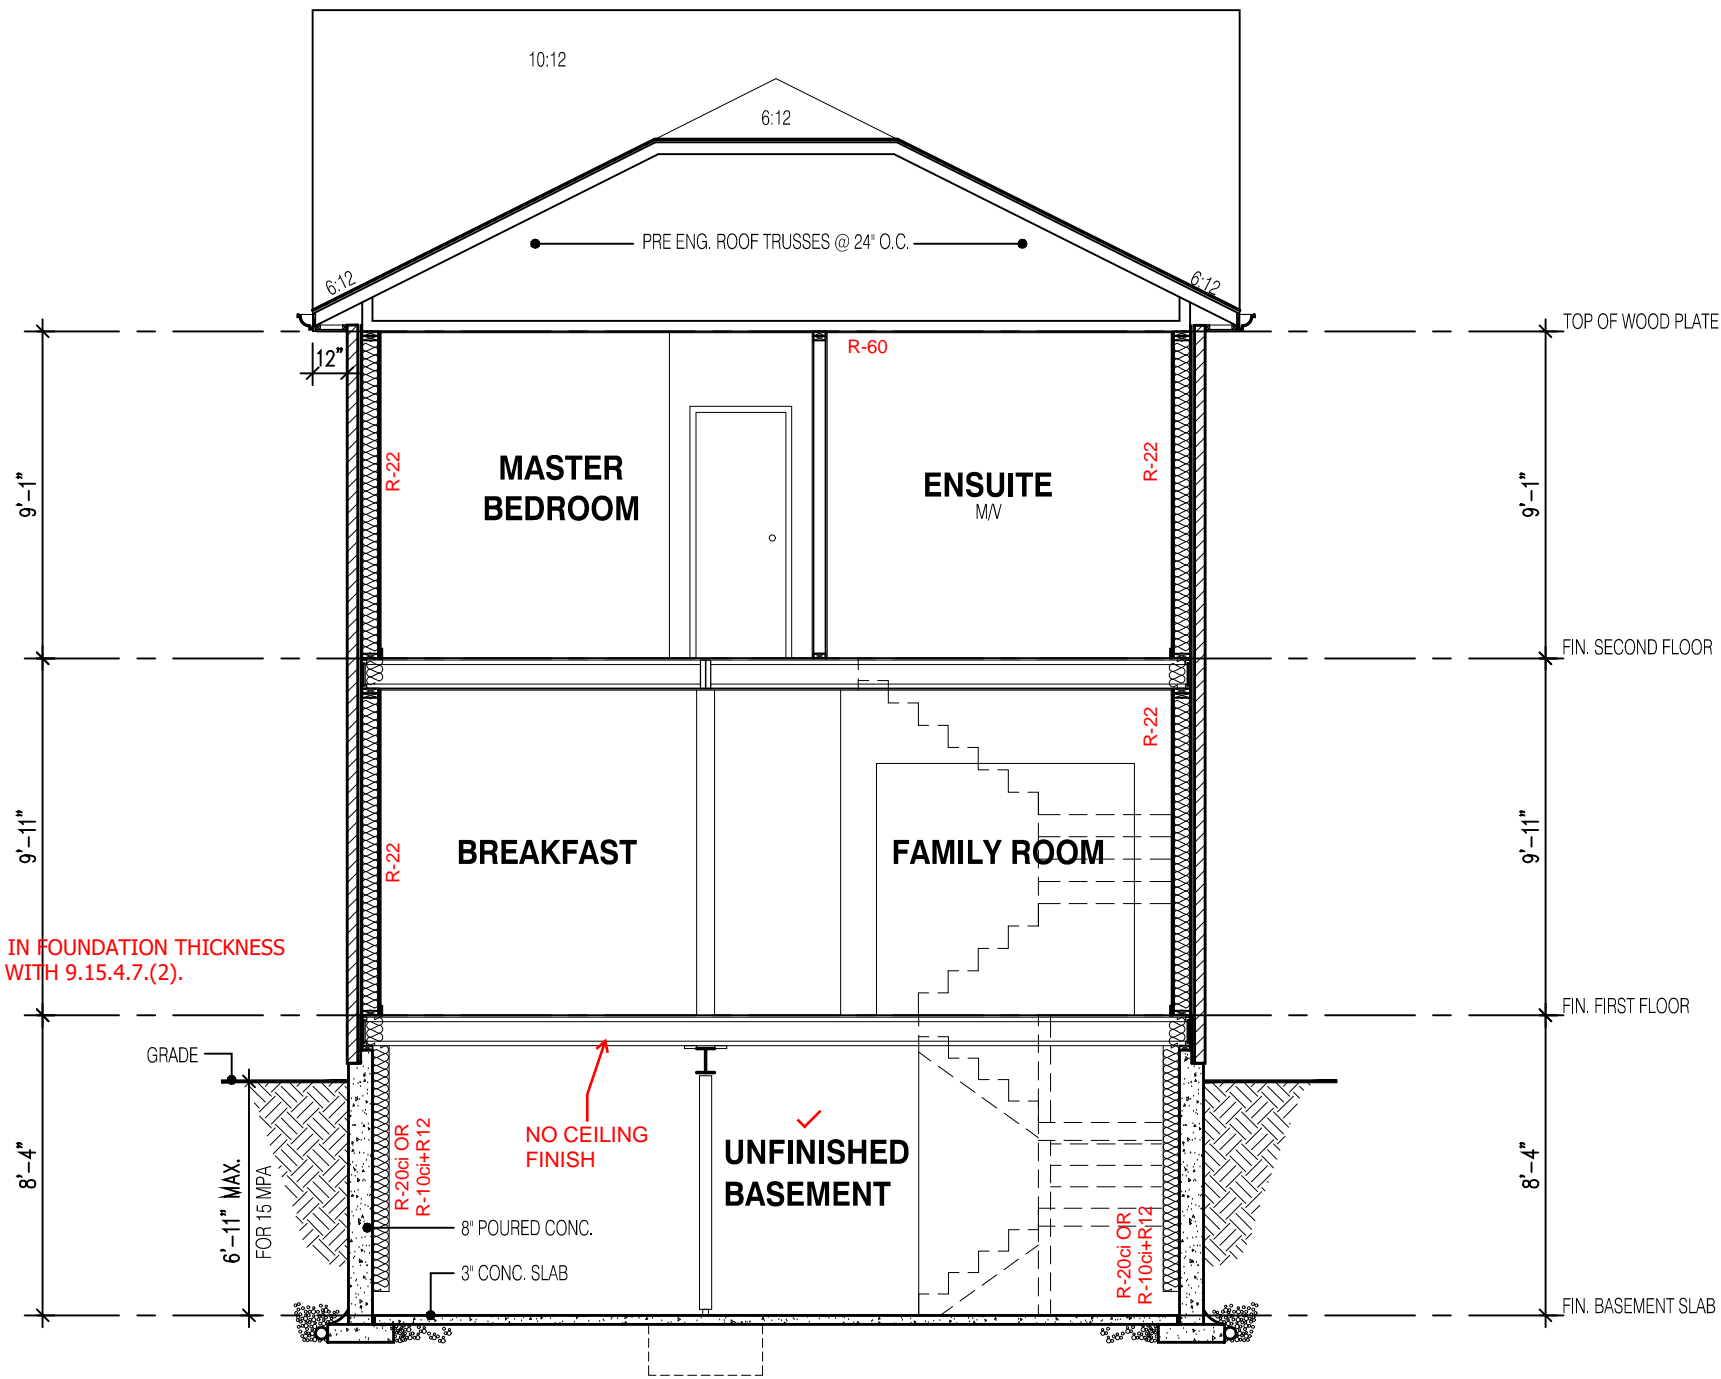 10:12
6:12
PRE ENG. ROOF TRUSSES @ 24" O.C.
6:12
6:12
TOP OF WOOD PLATE
12"
R-60
9'-1"
R-22
MASTER
BEDROOM
ENSUITE
M/V
R-22
9'-1"
FIN. SECOND FLOOR
R-22
9'-11"
R-22
BREAKFAST
FAMILY ROOM
9'-11"
IN FOUNDATION THICKNESS
WITH 9.15.4.7.(2).
FIN. FIRST FLOOR
GRADE
8'-4"
6'-11" MAX.
FOR 15 MPA
R-20ci OR
R-10ci+R12
NO CEILING
FINISH
UNFINISHED
BASEMENT
8" POURED CONC.
3" CONC. SLAB
R-20ci OR
R-10ci+R12
8'-4"
FIN. BASEMENT SLAB